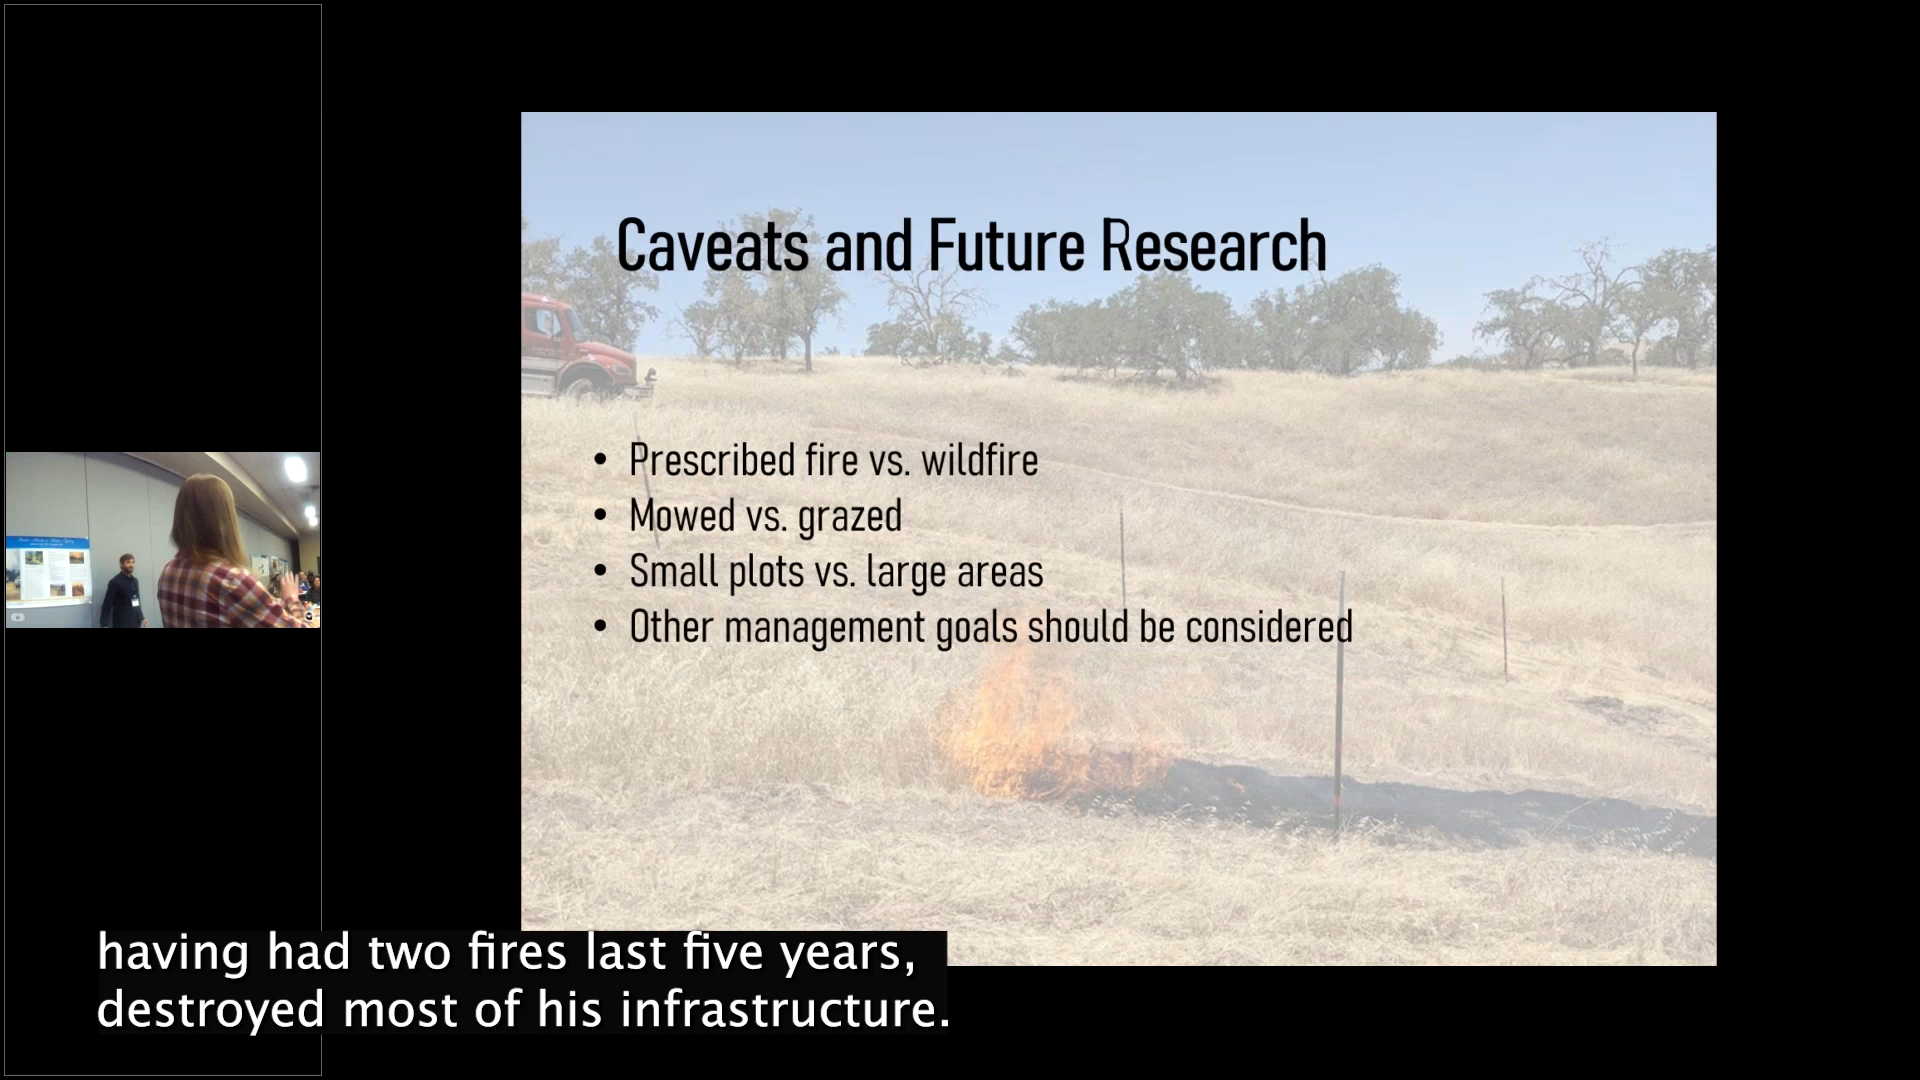 Caveats and Future Research
• Prescribed fire vs. wildfire
• Mowed vs. grazed
• Small plots vs. large areas
• Other management goals should be considered
having had two fires last five years,
destroyed most of his infrastructure.